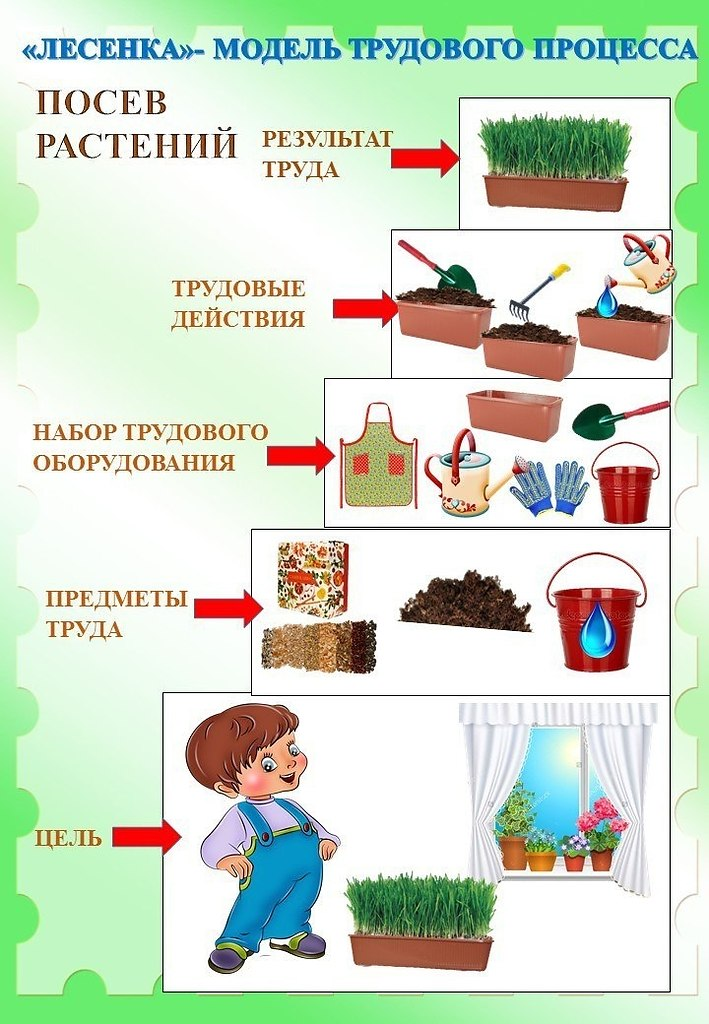 «ЛЕСЕНКА»- МОДЕЛЬ ТРУДОВОГО ПРОЦЕССА
ПОСЕВ
РАСТЕНИЙ
РЕЗУЛЬТАТ
ТРУДА
ТРУДОВЫЕ
ДЕЙСТВИЯ
НАБОР ТРУДОВОГО
ОБОРУДОВАНИЯ
ПРЕДМЕТЫ
ТРУДА
ЦЕЛЬ